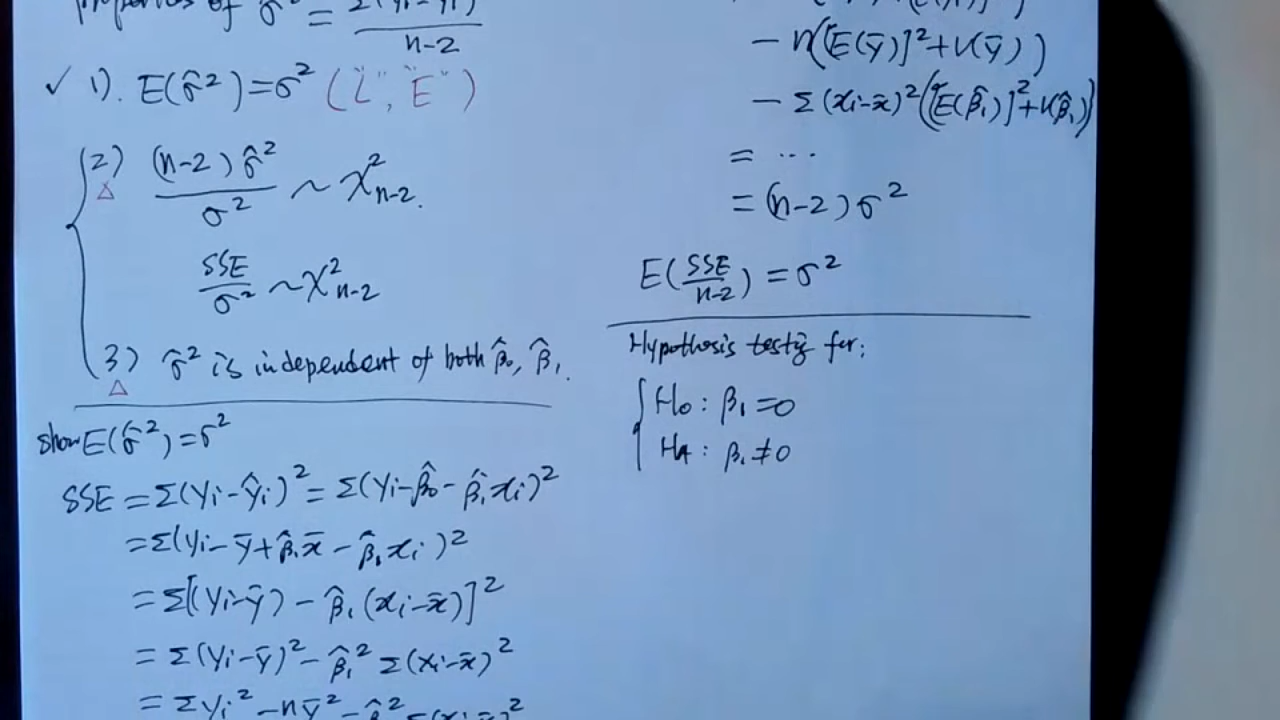 properties of σ̂² = Σ(yi-ŷi)² / n-2
✓ 1). E(σ̂²)=σ² ("L", "E")
(2) (n-2)σ̂² / σ² ~ χ²n-2.
SSE / σ² ~ χ²n-2
(3) σ̂² is independent of both β̂₀, β̂₁.
show E(σ̂²)=σ²
SSE = Σ(yi-ŷi)² = Σ(yi-β̂₀-β̂₁xi)²
= Σ(yi-ȳ+β̂₁x̄-β̂₁xi)²
= Σ[(yi-ȳ)-β̂₁(xi-x̄)]²
= Σ(yi-ȳ)²-β̂₁²Σ(xi-x̄)²
= Σyi²-nȳ²-β̂₁²Σ(xi-x̄)²
- n([E(ȳ)]²+V(ȳ))
- Σ(xi-x̄)²([E(β̂₁)]²+V(β̂₁))
= ...
= (n-2)σ²
E(SSE / n-2) = σ²
Hypothesis testig for:
H₀: β₁=0
HA: β₁≠0